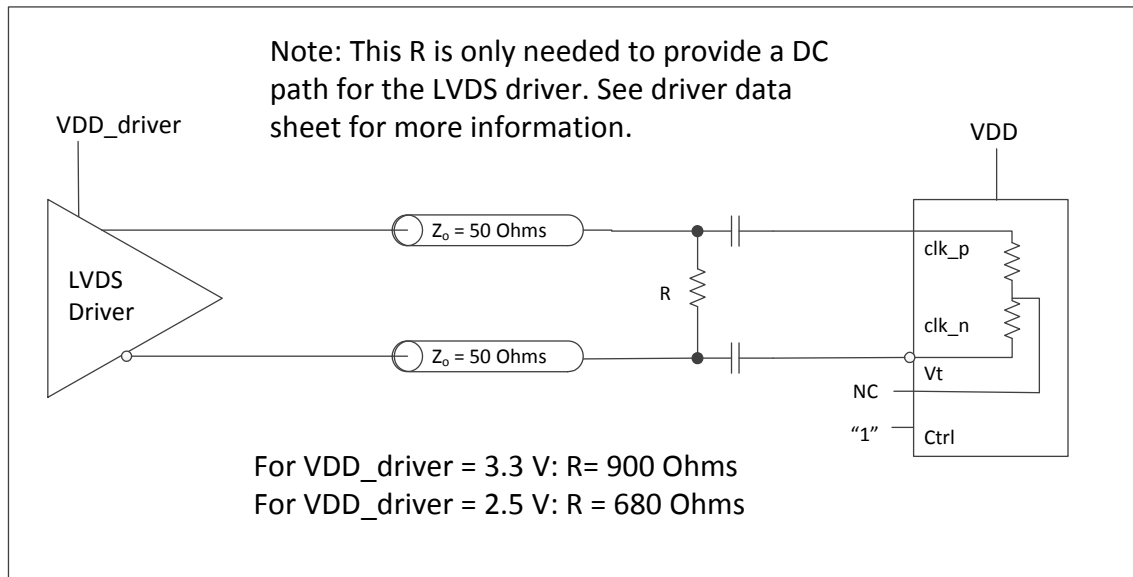 Note: This R is only needed to provide a DC
path for the LVDS driver. See driver data
sheet for more information.
VDD_driver
VDD
Zo = 50 Ohms
clk_p
LVDS
Driver
R
clk_n
Zo = 50 Ohms
Vt
NC
“1”
Ctrl
For VDD_driver = 3.3 V: R= 900 Ohms
For VDD_driver = 2.5 V: R = 680 Ohms